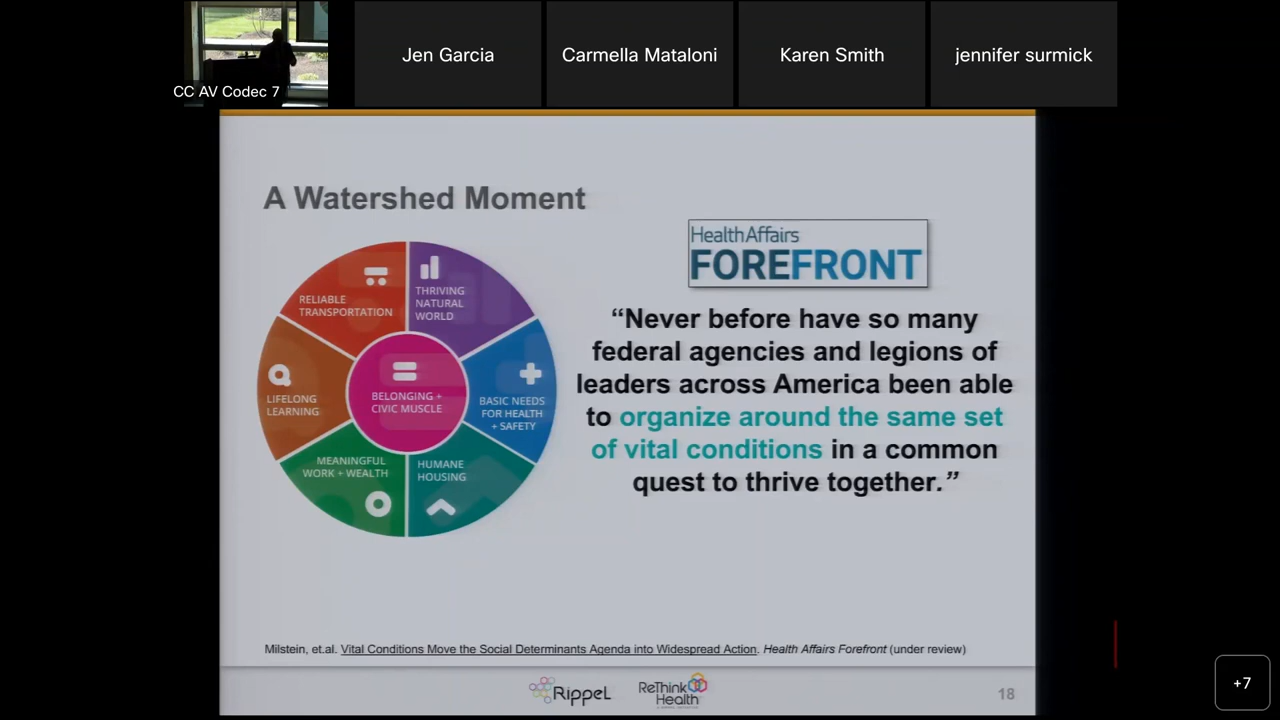 CC AV Codec 7
Jen Garcia
Carmella Mataloni
Karen Smith
jennifer surmick
A Watershed Moment
RELIABLE
TRANSPORTATION
THRIVING
NATURAL
WORLD
LIFELONG
LEARNING
BELONGING +
CIVIC MUSCLE
BASIC NEEDS
FOR HEALTH
+ SAFETY
MEANINGFUL
WORK + WEALTH
HUMANE
HOUSING
HealthAffairs
FOREFRONT
“Never before have so many
federal agencies and legions of
leaders across America been able
to organize around the same set
of vital conditions in a common
quest to thrive together.”
Milstein, et.al. Vital Conditions Move the Social Determinants Agenda into Widespread Action. Health Affairs Forefront (under review)
Rippel
ReThink
Health
18
+7